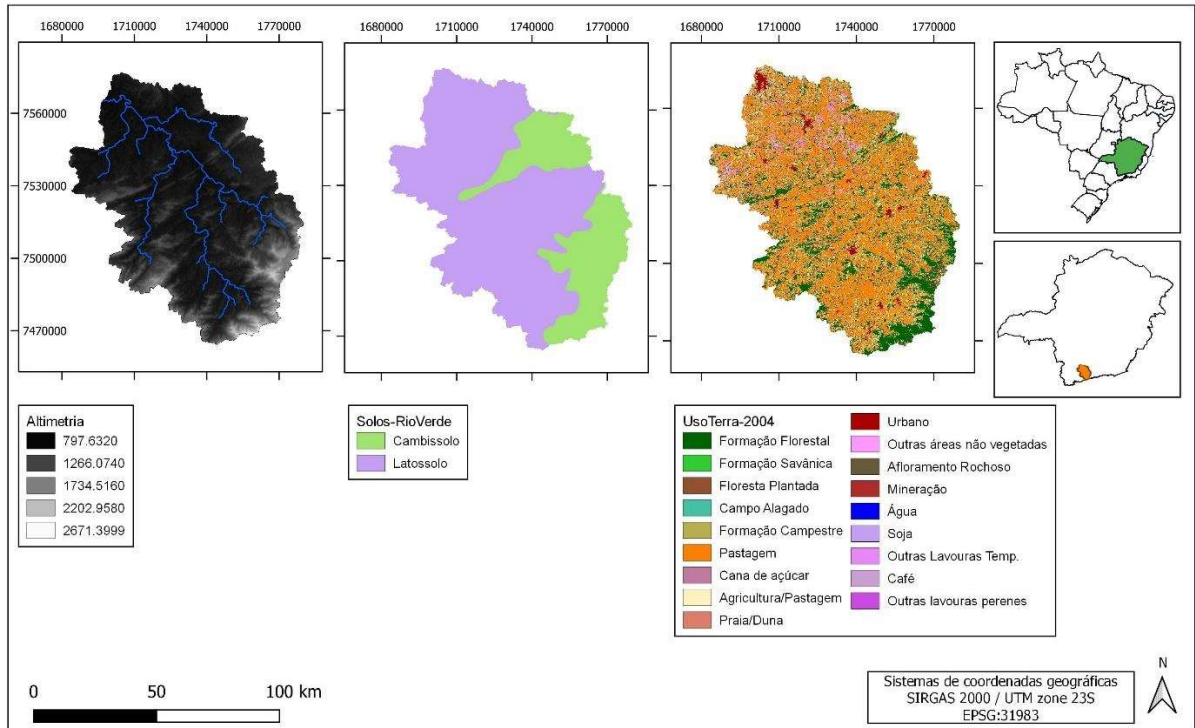 1680000 1710000 1740000 1770000
1680000 1710000 1740000 1770000
1680000 1710000 1740000 1770000
7560000
7530000
7500000
7470000
Altimetria
797.6320
1266.0740
1734.5160
2202.9580
2671.3999
Solos-RioVerde
Cambissolo
Latossolo
UsoTerra-2004
Formação Florestal
Formação Savânica
Floresta Plantada
Campo Alagado
Formação Campestre
Pastagem
Cana de açúcar
Agricultura/Pastagem
Praia/Duna
Urbano
Outras áreas não vegetadas
Afloramento Rochoso
Mineração
Água
Soja
Outras Lavouras Temp.
Café
Outras lavouras perenes
0 50 100 km
Sistemas de coordenadas geográficas
SIRGAS 2000 / UTM zone 23S
EPSG:31983
N